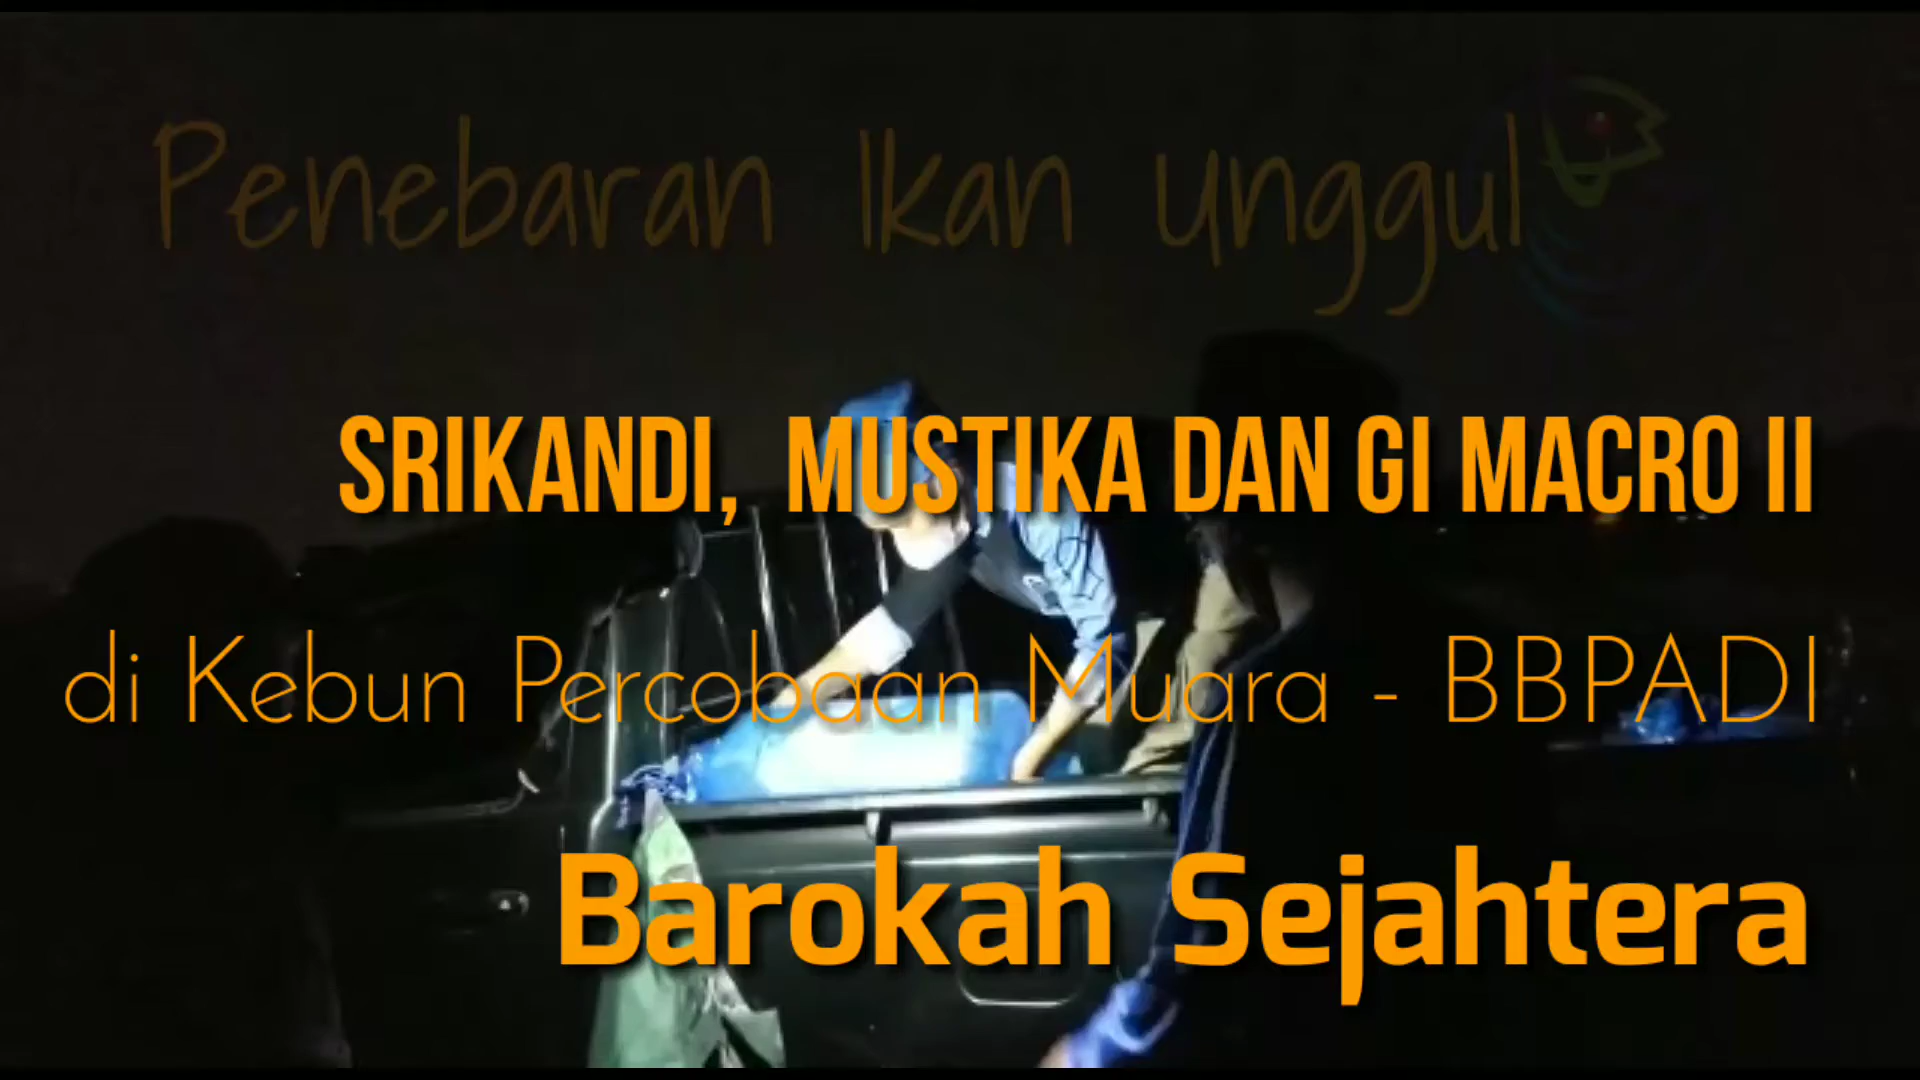 Penebaran Ikan unggul
SRIKANDI, MUSTIKA DAN GI MACRO II
di Kebun Percobaan Muara - BBPADI
Barokah Sejahtera